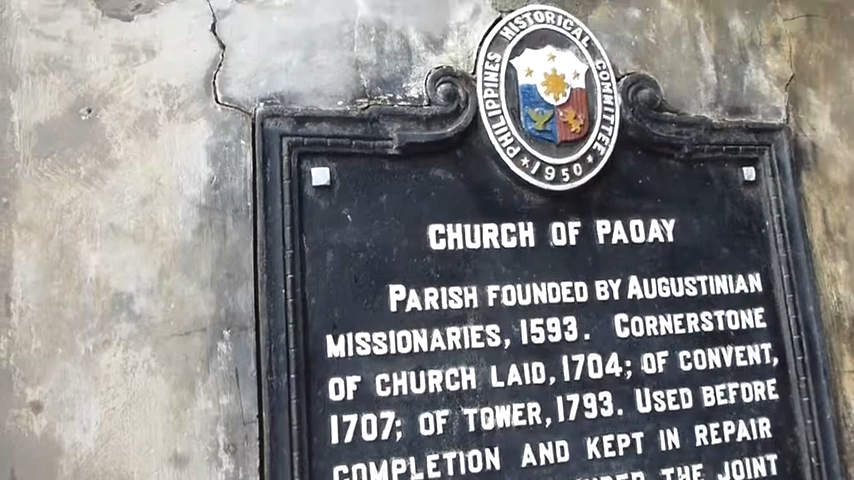 PHILIPPINES HISTORICAL COMMITTEE
1950
CHURCH OF PAOAY
PARISH FOUNDED BY AUGUSTINIAN
MISSIONARIES, 1593. CORNERSTONE
OF CHURCH LAID, 1704; OF CONVENT,
1707; OF TOWER, 1793. USED BEFORE
COMPLETION AND KEPT IN REPAIR
UNDER THE JOINT